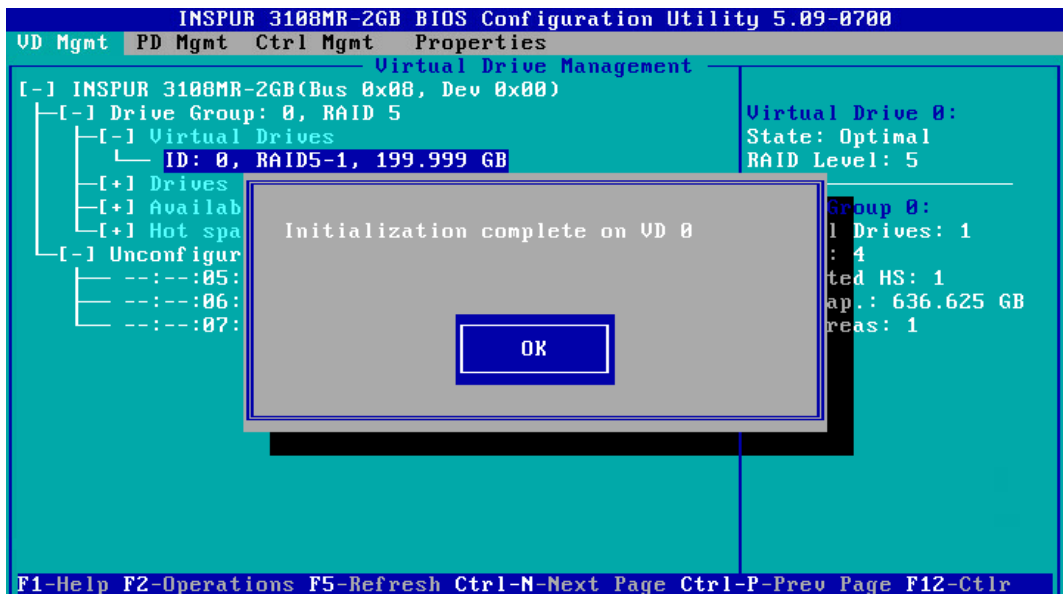 INSPUR 3108MR-2GB BIOS Configuration Utility 5.09-0700
VD Mgmt PD Mgmt Ctrl Mgmt Properties
Virtual Drive Management
[-] INSPUR 3108MR-2GB(Bus 0x08, Dev 0x00)
[-] Drive Group: 0, RAID 5
[-] Virtual Drives
ID: 0, RAID5-1, 199.999 GB
[+] Drives
[+] Availab
[+] Hot spa
[-] Unconfigur
--:--:05:
--:--:06:
--:--:07:
Initialization complete on VD 0
OK
Virtual Drive 0:
State: Optimal
RAID Level: 5
Group 0:
l Drives: 1
: 4
ted HS: 1
ap.: 636.625 GB
reas: 1
F1-Help F2-Operations F5-Refresh Ctrl-N-Next Page Ctrl-P-Prev Page F12-Ctlr